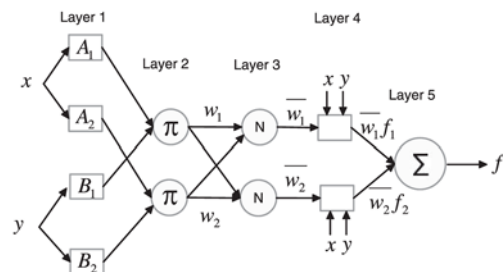 Layer 1
Layer 2
Layer 3
Layer 4
Layer 5
x
y
A₁
A₂
B₁
B₂
π
π
w₁
w₂
N
N
w̅₁
w̅₂
x y
x y
w̅₁f₁
w̅₂f₂
Σ
f